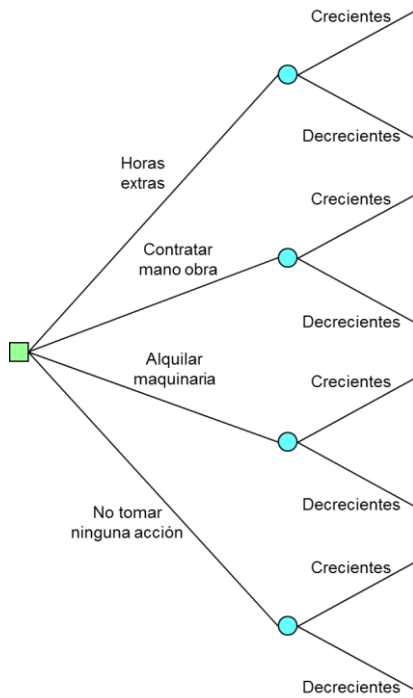 Crecientes
Decrecientes
Horas
extras
Crecientes
Contratar
mano obra
Decrecientes
Alquilar
maquinaria
Crecientes
Decrecientes
No tomar
ninguna acción
Crecientes
Decrecientes